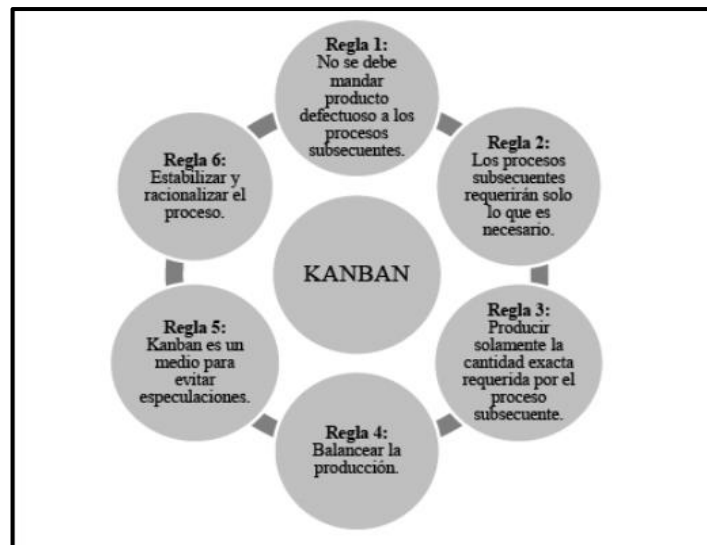 Regla 1:
No se debe
mandar
producto
defectuoso a los
procesos
subsecuentes.
Regla 2:
Los procesos
subsecuentes
requerirán solo
lo que es
necesario.
Regla 3:
Producir
solamente la
cantidad exacta
requerida por el
proceso
subsecuente.
Regla 4:
Balancear la
producción.
Regla 5:
Kanban es un
medio para
evitar
especulaciones.
Regla 6:
Estabilizar y
racionalizar el
proceso.
KANBAN